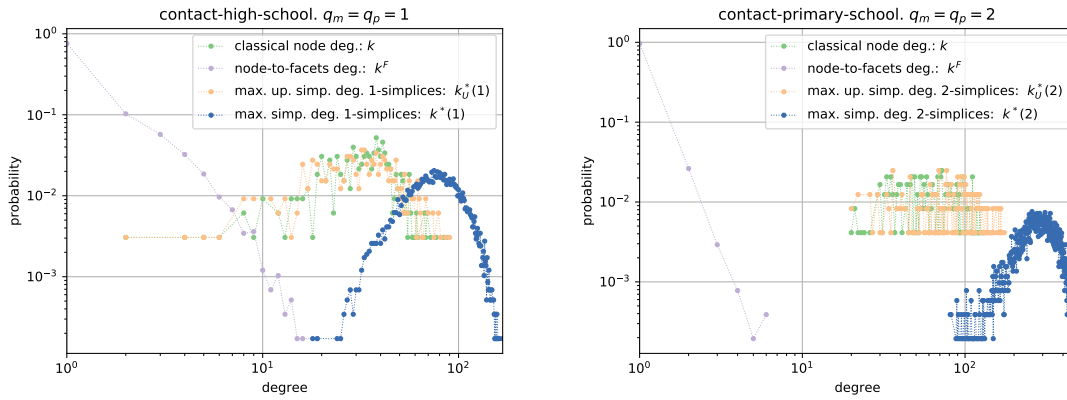 contact-high-school. q_m = q_p = 1
10^0
10^−1
10^−2
10^−3
probability
classical node deg.: k
node-to-facets deg.: k^F
max. up. simp. deg. 1-simplices: k_U^*(1)
max. simp. deg. 1-simplices: k^*(1)
10^0
10^1
10^2
degree
contact-primary-school. q_m = q_p = 2
10^0
10^−1
10^−2
10^−3
probability
classical node deg.: k
node-to-facets deg.: k^F
max. up. simp. deg. 2-simplices: k_U^*(2)
max. simp. deg. 2-simplices: k^*(2)
10^0
10^1
10^2
degree